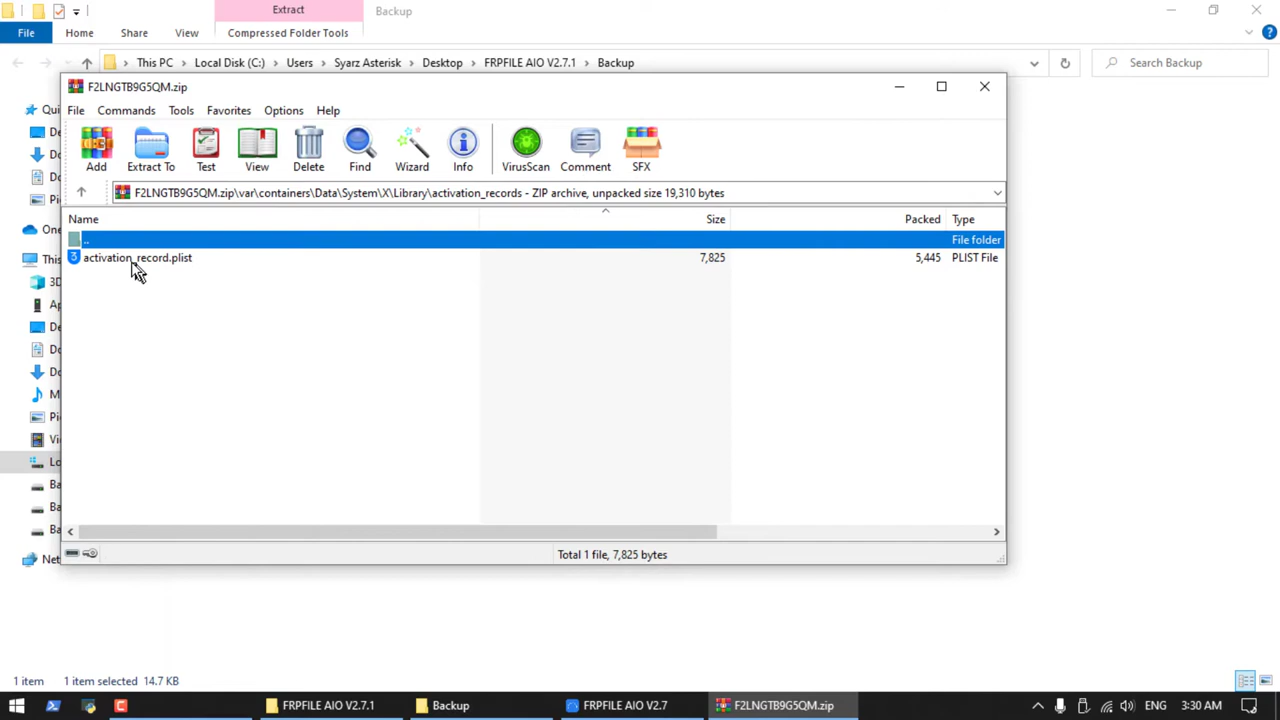 Extract
Backup
File
Home
Share
View
Compressed Folder Tools
This PC
Local Disk (C:)
Users
Syarz Asterisk
Desktop
FRPFILE AIO V2.7.1
Backup
Search Backup
F2LNGTB9G5QM.zip
File
Commands
Tools
Favorites
Options
Help
Add
Extract To
Test
View
Delete
Find
Wizard
Info
VirusScan
Comment
SFX
F2LNGTB9G5QM.zip\var\containers\Data\System\X\Library\activation_records - ZIP archive, unpacked size 19,310 bytes
Name
Size
Packed
Type
..
File folder
activation_record.plist
7,825
5,445
PLIST File
Total 1 file, 7,825 bytes
1 item
1 item selected
14.7 KB
FRPFILE AIO V2.7.1
Backup
FRPFILE AIO V2.7
F2LNGTB9G5QM.zip
ENG
3:30 AM